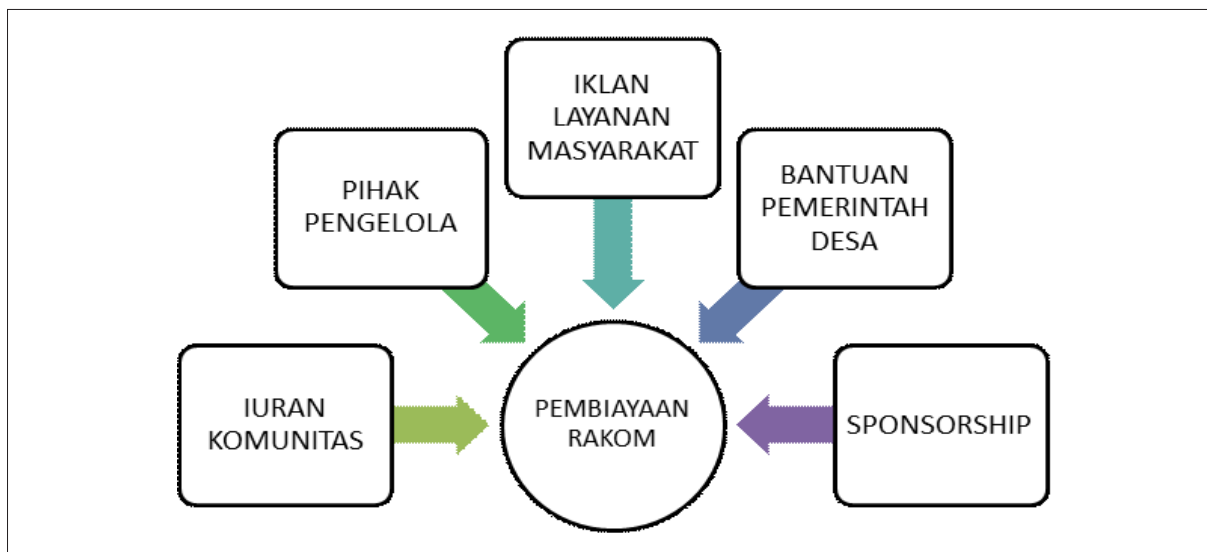 IKLAN
LAYANAN
MASYARAKAT
PIHAK
PENGELOLA
BANTUAN
PEMERINTAH
DESA
IURAN
KOMUNITAS
PEMBIAYAAN
RAKOM
SPONSORSHIP